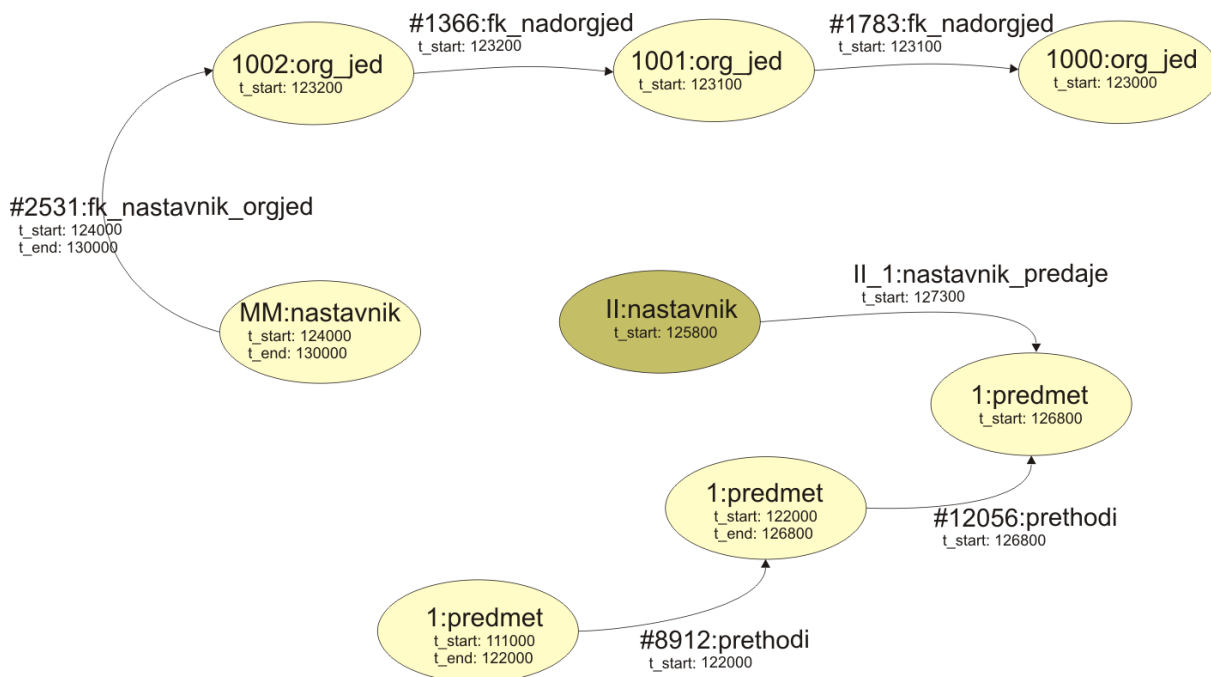 #1366:fk_nadorgjed
t_start: 123200
#1783:fk_nadorgjed
t_start: 123100
1002:org_jed
t_start: 123200
1001:org_jed
t_start: 123100
1000:org_jed
t_start: 123000
#2531:fk_nastavnik_orgjed
t_start: 124000
t_end: 130000
MM:nastavnik
t_start: 124000
t_end: 130000
II:nastavnik
t_start: 125800
II_1:nastavnik_predaje
t_start: 127300
1:predmet
t_start: 126800
1:predmet
t_start: 122000
t_end: 126800
#12056:prethodi
t_start: 126800
1:predmet
t_start: 111000
t_end: 122000
#8912:prethodi
t_start: 122000